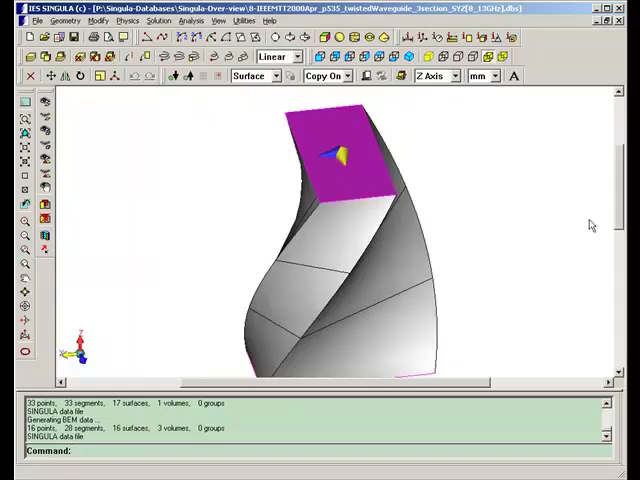 IES SINGULA (c) - [P:\Singula-Databases\Singula-Over-view\8-IEEEMTT2000Apr_p535_twistedWaveguide_3section_SYZ[8_13GHz].dbs]
File Geometry Modify Physics Solution Analysis View Utilities Help
Linear
Surface Copy On Z Axis mm A
Z
33 points, 33 segments, 17 surfaces, 1 volumes, 0 groups
SINGULA data file
Generating BEM data ...
16 points, 28 segments, 16 surfaces, 3 volumes, 0 groups
SINGULA data file
Command: